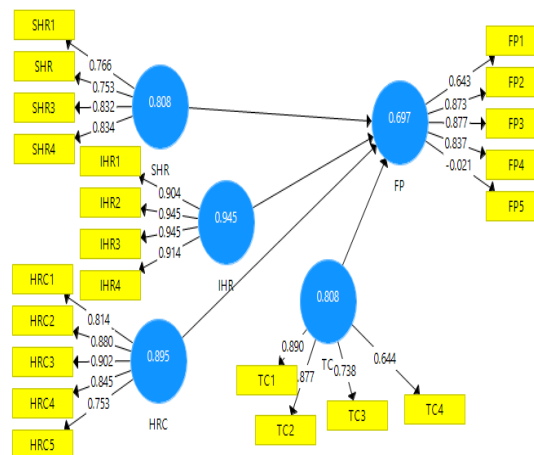 SHR1
SHR
SHR3
SHR4
0.766
0.753
0.832
0.834
0.808
SHR
IHR1
IHR2
IHR3
IHR4
0.904
0.945
0.945
0.914
0.945
IHR
HRC1
HRC2
HRC3
HRC4
HRC5
0.814
0.880
0.902
0.845
0.753
0.895
HRC
0.697
FP
0.643
0.873
0.877
0.837
-0.021
FP1
FP2
FP3
FP4
FP5
0.808
TC
0.890
.877
0.738
0.644
TC1
TC2
TC3
TC4